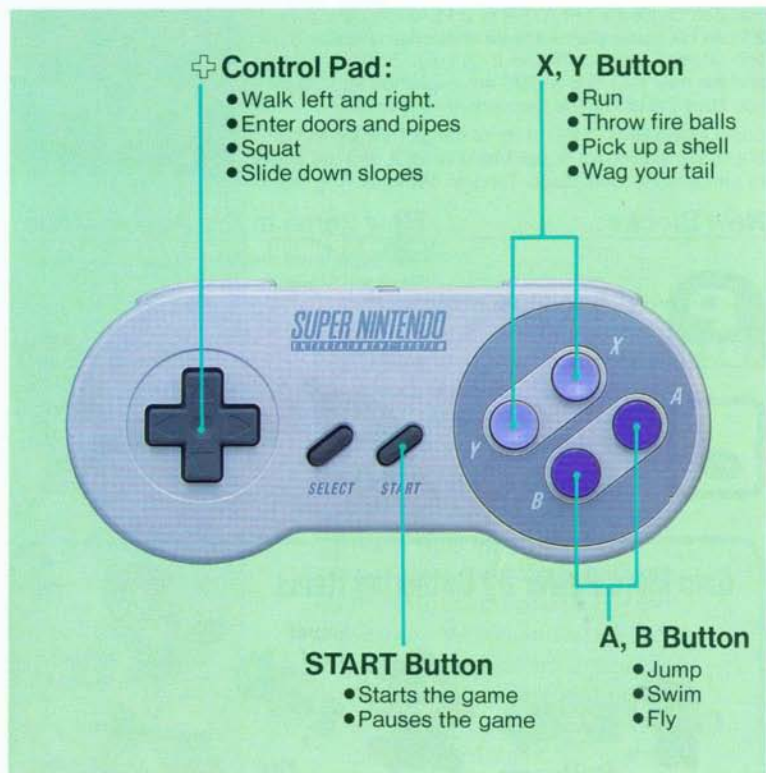 Control Pad:
● Walk left and right.
● Enter doors and pipes
● Squat
● Slide down slopes
X, Y Button
● Run
● Throw fire balls
● Pick up a shell
● Wag your tail
SUPER NINTENDO
ENTERTAINMENT SYSTEM
X
A
Y
B
SELECT START
START Button
● Starts the game
● Pauses the game
A, B Button
● Jump
● Swim
● Fly